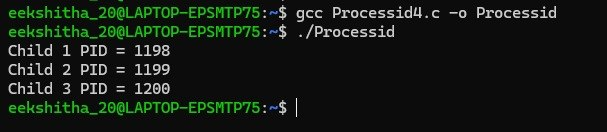 eekshitha_20@LAPTOP-EPSMTP75:~$ gcc Processid4.c -o Processid
eekshitha_20@LAPTOP-EPSMTP75:~$ ./Processid
Child 1 PID = 1198
Child 2 PID = 1199
Child 3 PID = 1200
eekshitha_20@LAPTOP-EPSMTP75:~$